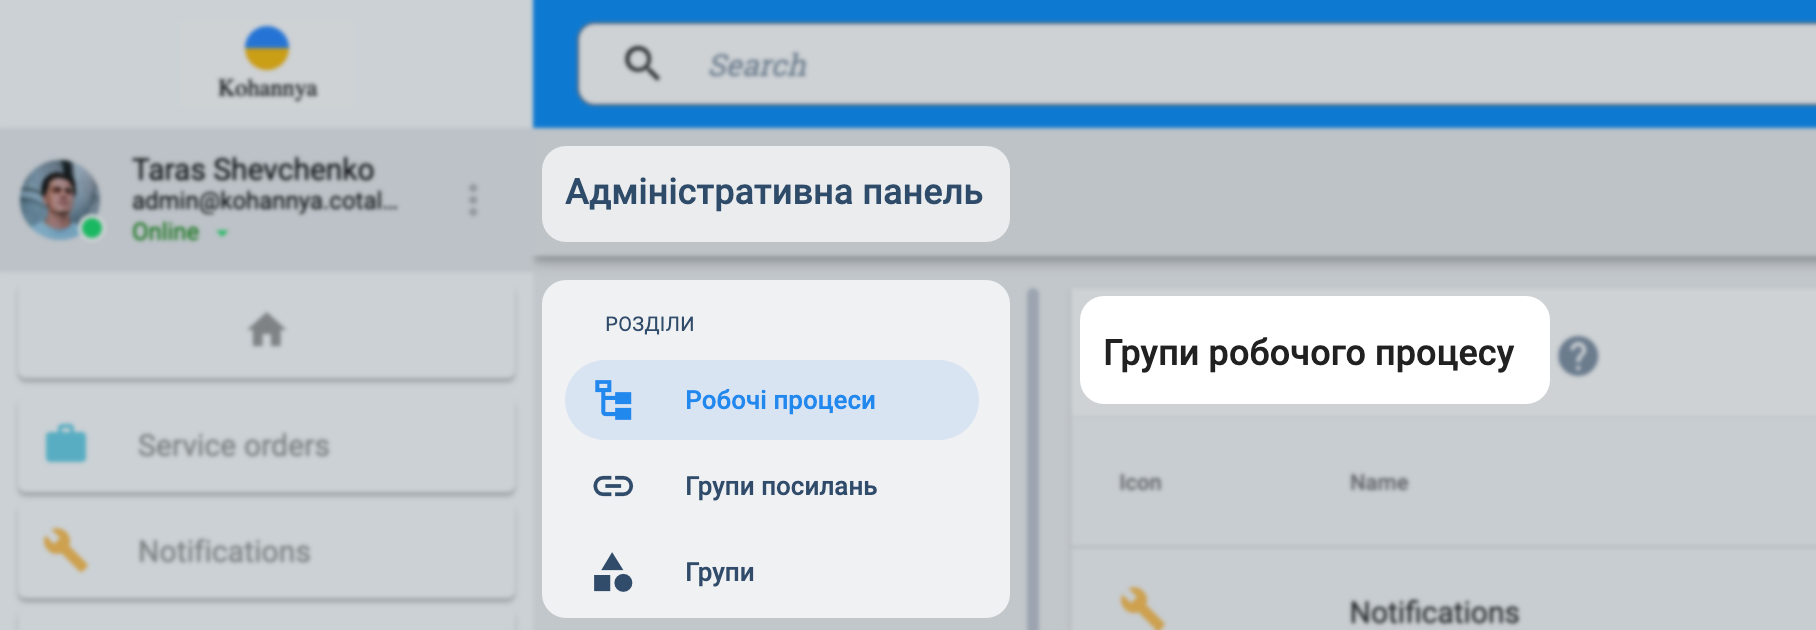 Kohannya
Search
Taras Shevchenko
admin@kohannya.cotal...
Online
Адміністративна панель
РОЗДІЛИ
Робочі процеси
Групи посилань
Групи
Service orders
Notifications
Групи робочого процесу
?
Icon
Name
Notifications